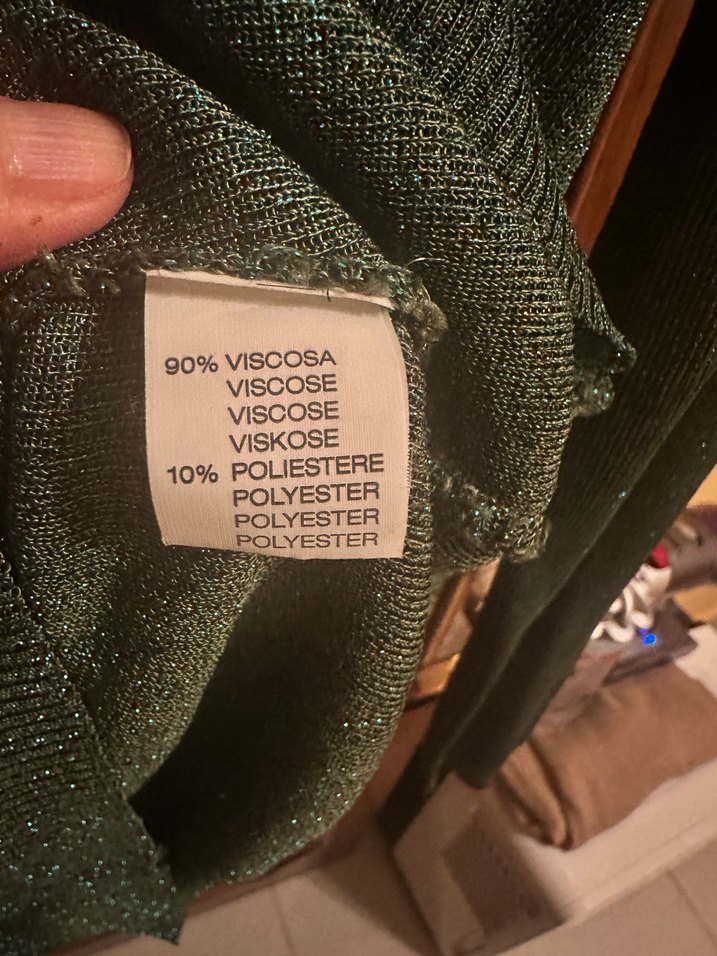 90% VISCOSA
VISCOSE
VISCOSE
VISKOSE
10% POLIESTERE
POLYESTER
POLYESTER
POLYESTER